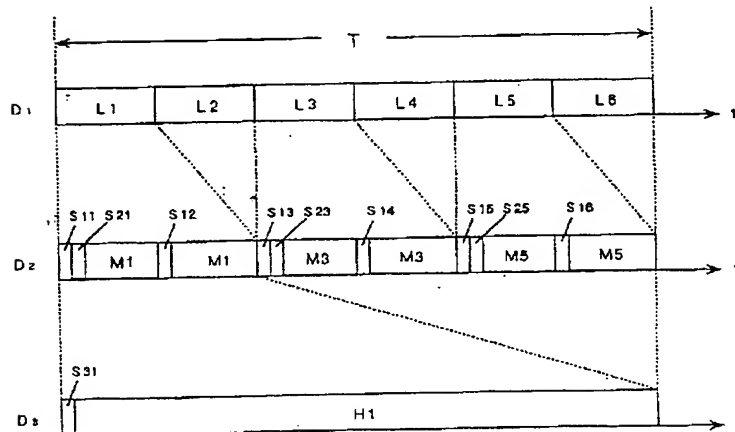 T
D1 L1 L2 L3 L4 L5 L6 t
S11 S21 S12 S13 S23 S14 S15 S25 S16
D2 M1 M1 M3 M3 M5 M5
S31
D3 H1